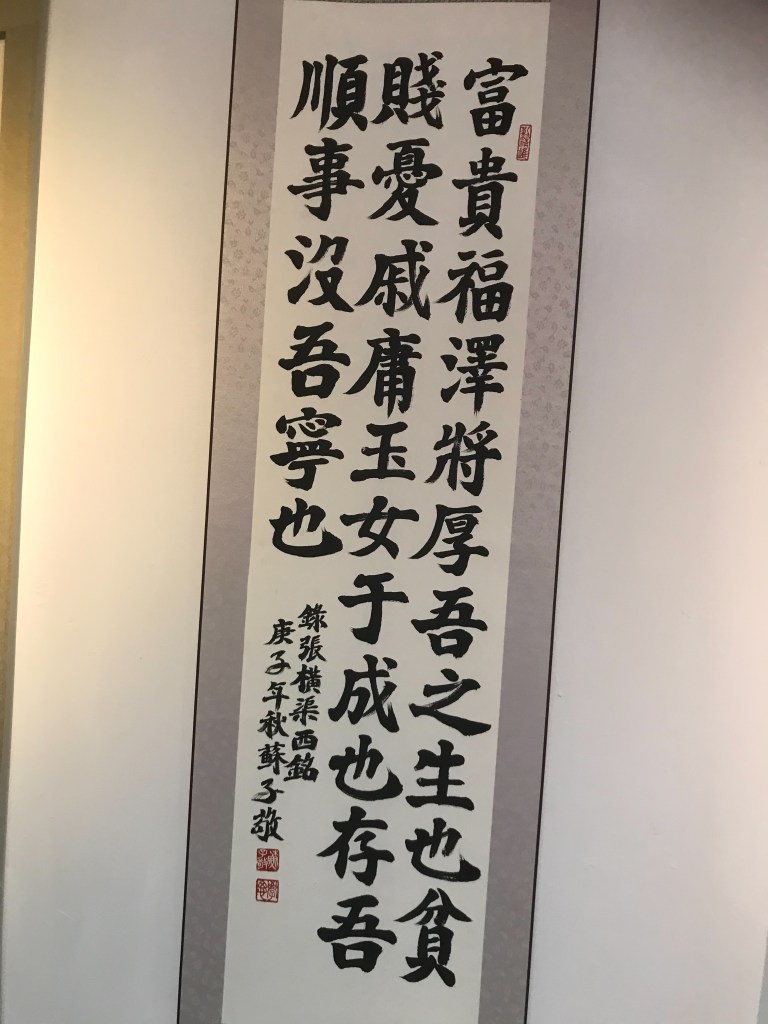 富貴福澤將厚吾之生也貧
賤憂戚庸玉女于成也存吾
順事沒吾寧也
錄張橫渠西銘
庚子年秋蘇子敬